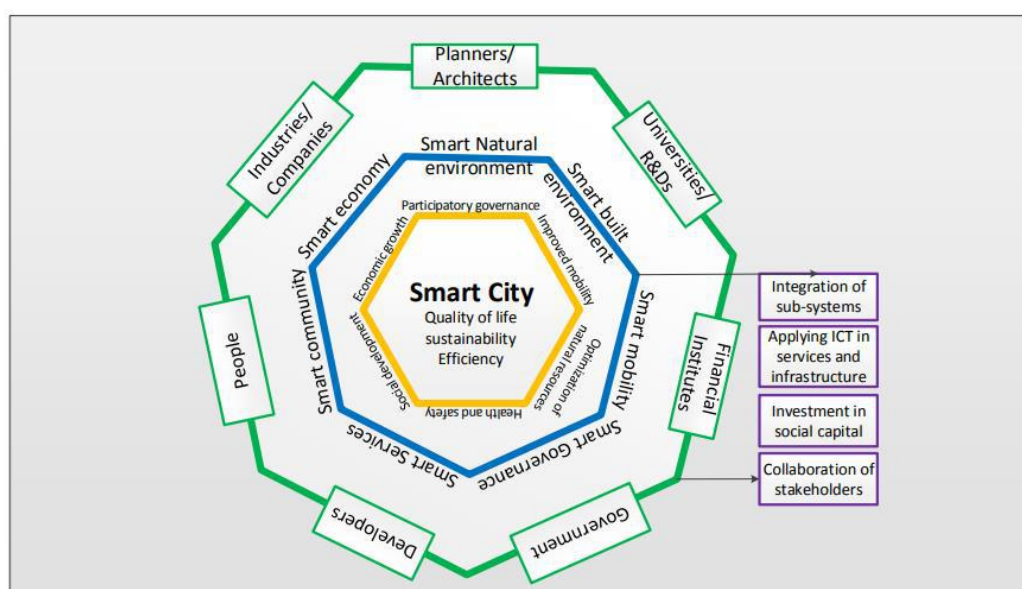 Planners/
Architects
Industries/
Companies
Universities/
R&Ds
People
Financial
Institutes
Developers
Government
Smart Natural
environment
Smart economy
Smart built
environment
Smart community
Smart mobility
Smart Services
Smart Governance
Participatory governance
Economic growth
Improved mobility
Social development
Optimization of
natural resources
Health and safety
Smart City
Quality of life
sustainability
Efficiency
Integration of
sub-systems
Applying ICT in
services and
infrastructure
Investment in
social capital
Collaboration of
stakeholders